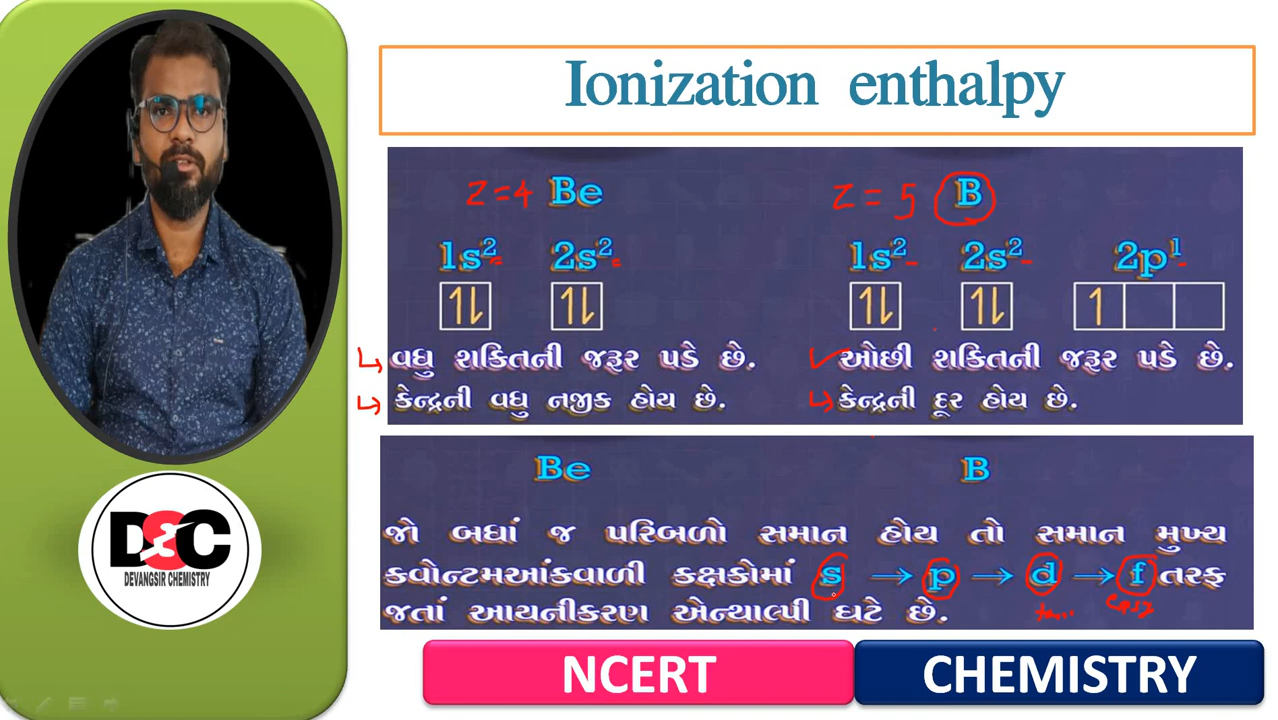 Ionization enthalpy
Z=4 Be
Z = 5 B
1s² 2s²
1s² 2s² 2p¹
વધુ શકિતની જરૂર પડે છે.
ઓછી શકિતની જરૂર પડે છે.
કેન્દ્રની વધુ નજીક હોય છે.
કેન્દ્રની દૂર હોય છે.
Be B
જો બધાં જ પરિબળો સમાન હોય તો સમાન મુખ્ય
કવોન્ટમઆંકવાળી કક્ષકોમાં s → p → d → f તરફ
જતાં આયનીકરણ એન્થાલ્પી ઘટે છે.
DSC
DEVANGSIR CHEMISTRY
NCERT CHEMISTRY